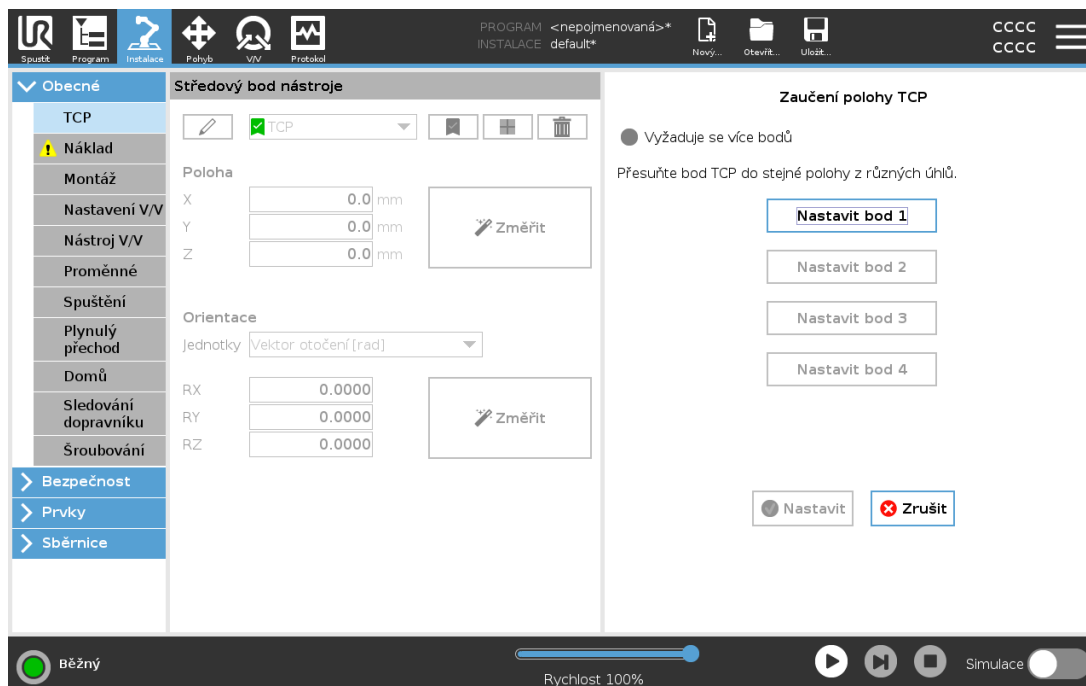 PROGRAM <nepojmenovaná>*
INSTALACE default*
CCCC
CCCC
Spustit Program Instalace Pohyb V/V Protokol Nový... Otevřít... Uložit...
Obecné
TCP
Náklad
Montáž
Nastavení V/V
Nástroj V/V
Proměnné
Spuštění
Plynulý
přechod
Domů
Sledování
dopravníku
Šroubování
Bezpečnost
Prvky
Sběrnice
Středový bod nástroje
TCP
Poloha
X 0.0 mm
Y 0.0 mm
Z 0.0 mm
Změřit
Orientace
Jednotky Vektor otočení [rad]
RX 0.0000
RY 0.0000
RZ 0.0000
Změřit
Zaučení polohy TCP
Vyžaduje se více bodů
Přesuňte bod TCP do stejné polohy z různých úhlů.
Nastavit bod 1
Nastavit bod 2
Nastavit bod 3
Nastavit bod 4
Nastavit Zrušit
Běžný
Rychlost 100%
Simulace